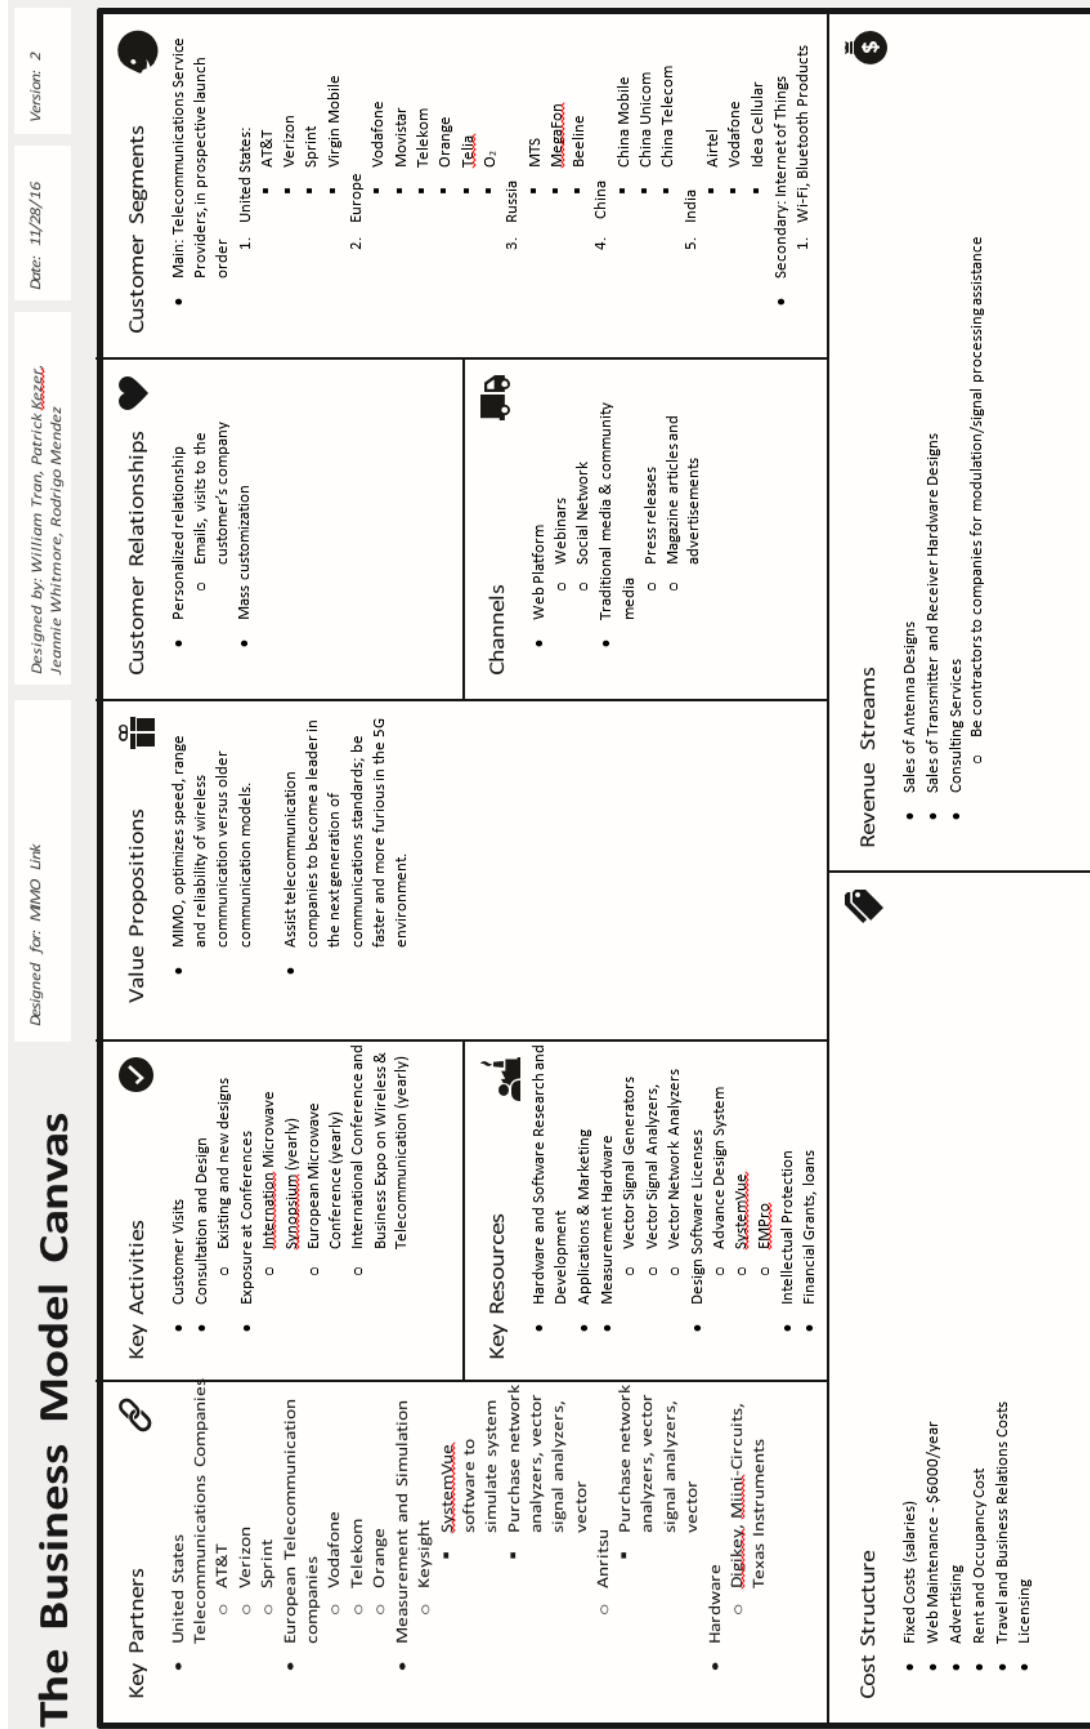 The Business Model Canvas
Designed for: MIMO Link
Designed by: William Tran, Patrick Kezer,
Jeannie Whitmore, Rodrigo Mendez
Date: 11/28/16
Version: 2
Key Partners
• United States
Telecommunications Companies
○ AT&T
○ Verizon
○ Sprint
• European Telecommunication
companies
○ Vodafone
○ Telekom
○ Orange
• Measurement and Simulation
○ Keysight
▪ SystemVue
software to
simulate system
▪ Purchase network
analyzers, vector
signal analyzers,
vector
○ Anritsu
▪ Purchase network
analyzers, vector
signal analyzers,
vector
• Hardware
○ Digikey, Miini-Circuits,
Texas Instruments
Key Activities
• Customer Visits
• Consultation and Design
○ Existing and new designs
• Exposure at Conferences
○ Internation Microwave
Synopsium (yearly)
○ European Microwave
Conference (yearly)
○ International Conference and
Business Expo on Wireless &
Telecommunication (yearly)
Key Resources
• Hardware and Software Research and
Development
• Applications & Marketing
• Measurement Hardware
○ Vector Signal Generators
○ Vector Signal Analyzers,
○ Vector Network Analyzers
• Design Software Licenses
○ Advance Design System
○ SystemVue
○ EMPro
• Intellectual Protection
• Financial Grants, loans
Value Propositions
• MIMO, optimizes speed, range
and reliability of wireless
communication versus older
communication models.
• Assist telecommunication
companies to become a leader in
the next generation of
communications standards; be
faster and more furious in the 5G
environment.
Customer Relationships
• Personalized relationship
○ Emails, visits to the
customer's company
• Mass customization
Channels
• Web Platform
○ Webinars
○ Social Network
• Traditional media & community
media
○ Press releases
○ Magazine articles and
advertisements
Customer Segments
• Main: Telecommunications Service
Providers, in prospective launch
order
1. United States:
▪ AT&T
▪ Verizon
▪ Sprint
▪ Virgin Mobile
2. Europe
▪ Vodafone
▪ Movistar
▪ Telekom
▪ Orange
▪ Telia
▪ O₂
3. Russia
▪ MTS
▪ MegaFon
▪ Beeline
4. China
▪ China Mobile
▪ China Unicom
▪ China Telecom
5. India
▪ Airtel
▪ Vodafone
▪ Idea Cellular
• Secondary: Internet of Things
1. Wi-Fi, Bluetooth Products
Cost Structure
• Fixed Costs (salaries)
• Web Maintenance - $6000/year
• Advertising
• Rent and Occupancy Cost
• Travel and Business Relations Costs
• Licensing
Revenue Streams
• Sales of Antenna Designs
• Sales of Transmitter and Receiver Hardware Designs
• Consulting Services
○ Be contractors to companies for modulation/signal processing assistance